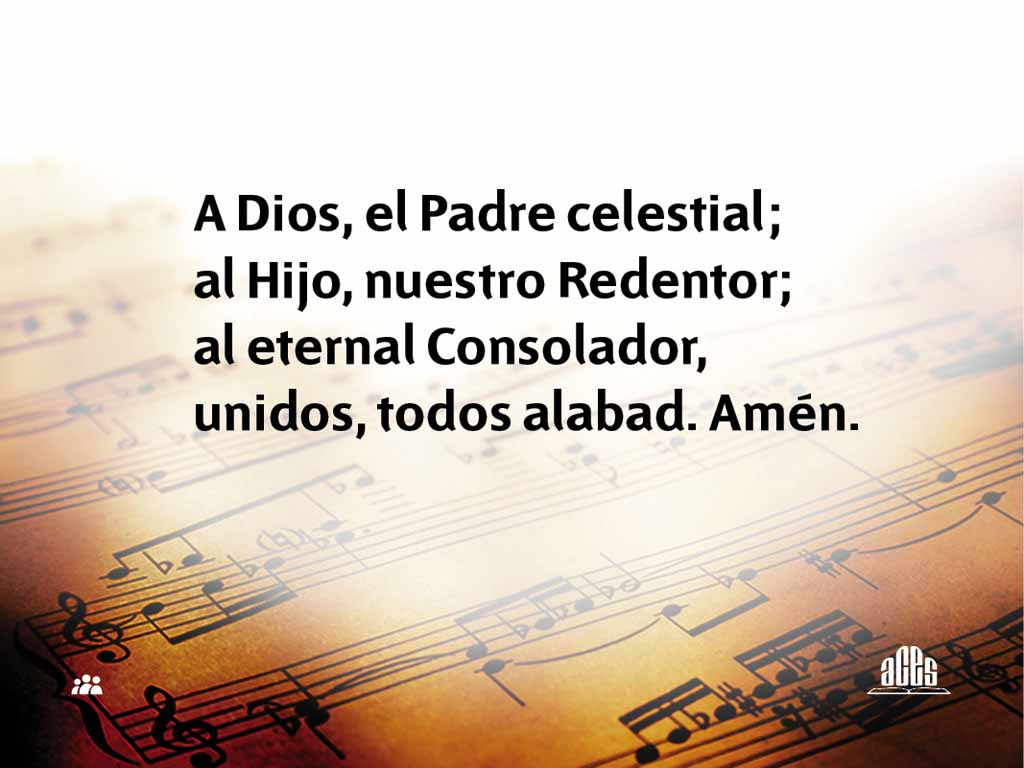 A Dios, el Padre celestial;
al Hijo, nuestro Redentor;
al eternal Consolador,
unidos, todos alabad. Amén.
aces